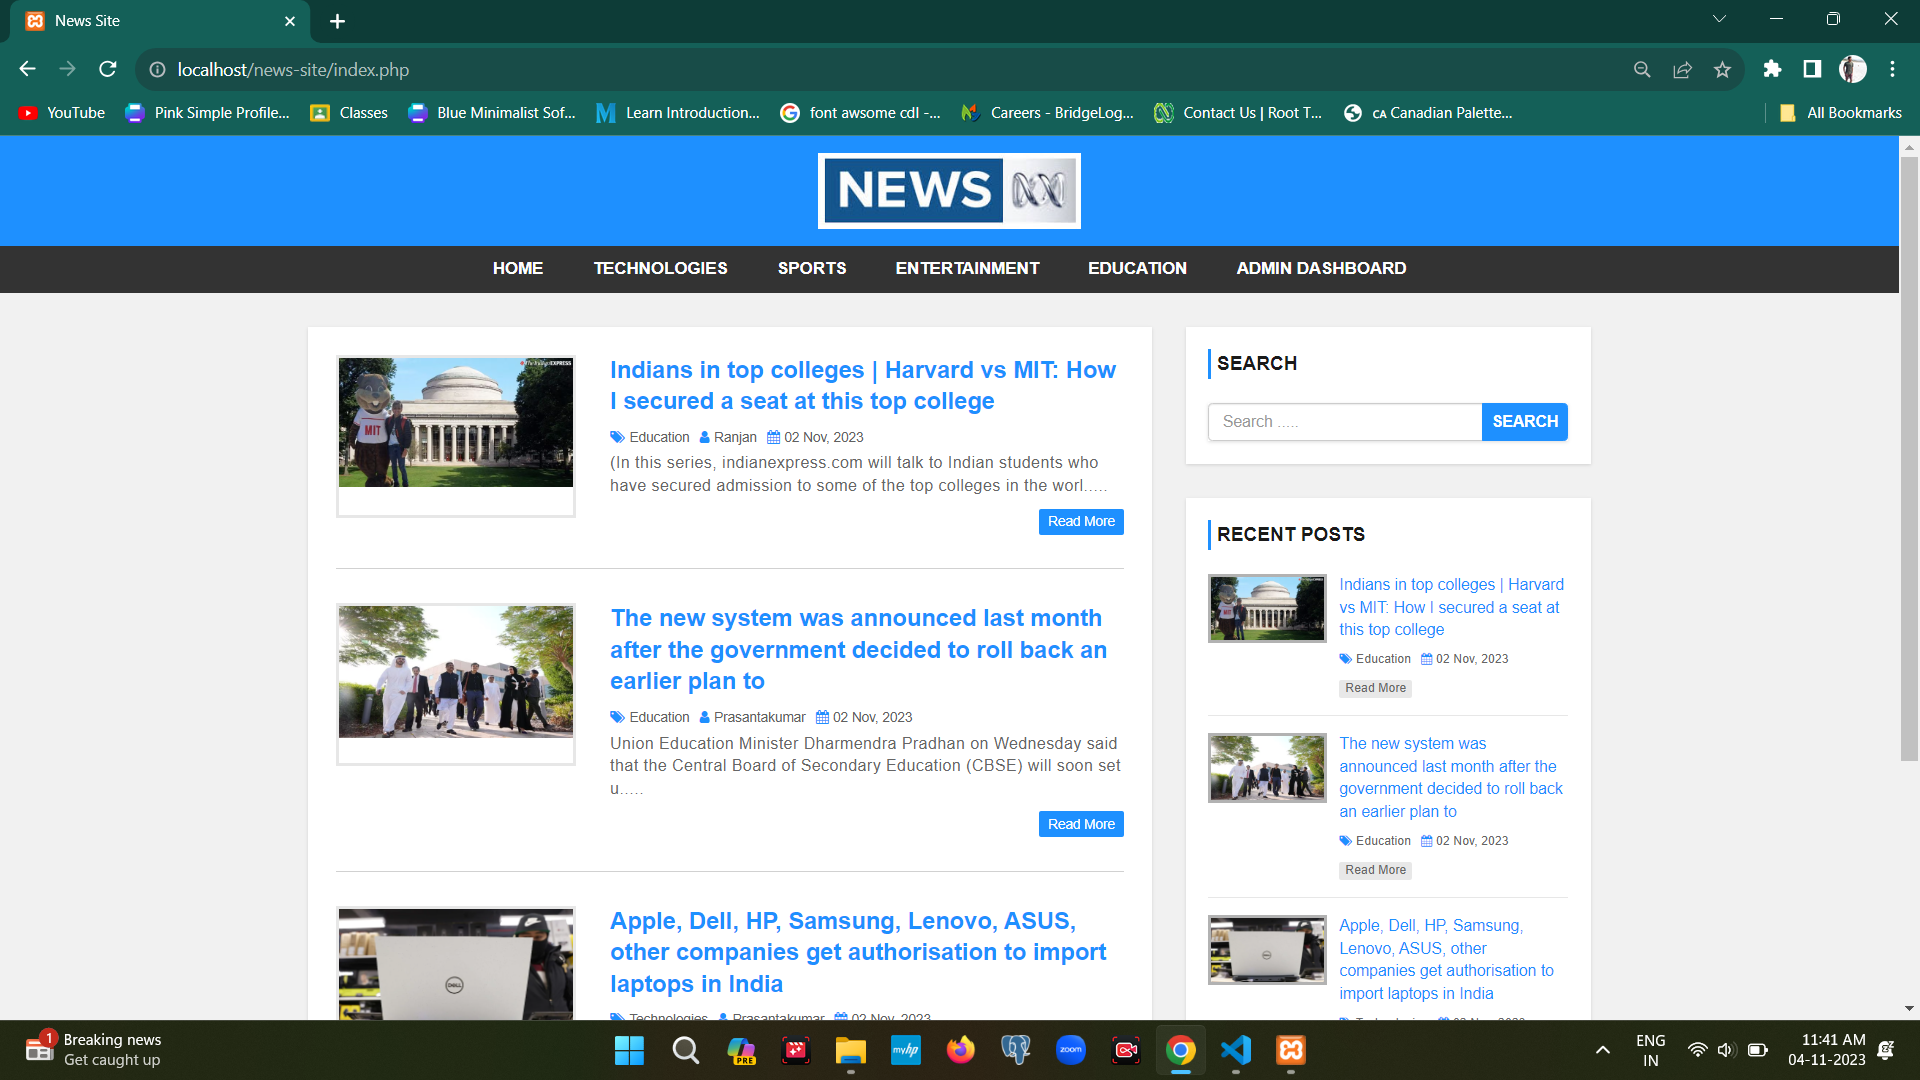 News Site
localhost/news-site/index.php
YouTube
Pink Simple Profile...
Classes
Blue Minimalist Sof...
Learn Introduction...
font awsome cdl -...
Careers - BridgeLog...
Contact Us | Root T...
CA Canadian Palette...
All Bookmarks
NEWS
HOME
TECHNOLOGIES
SPORTS
ENTERTAINMENT
EDUCATION
ADMIN DASHBOARD
MIT
Indians in top colleges | Harvard vs MIT: How
I secured a seat at this top college
Education Ranjan 02 Nov, 2023
(In this series, indianexpress.com will talk to Indian students who
have secured admission to some of the top colleges in the worl.....
Read More
The new system was announced last month
after the government decided to roll back an
earlier plan to
Education Prasantakumar 02 Nov, 2023
Union Education Minister Dharmendra Pradhan on Wednesday said
that the Central Board of Secondary Education (CBSE) will soon set
u.....
Read More
DELL
Apple, Dell, HP, Samsung, Lenovo, ASUS,
other companies get authorisation to import
laptops in India
Technologies Prasantakumar 02 Nov, 2023
SEARCH
Search .....
SEARCH
RECENT POSTS
Indians in top colleges | Harvard
vs MIT: How I secured a seat at
this top college
Education 02 Nov, 2023
Read More
The new system was
announced last month after the
government decided to roll back
an earlier plan to
Education 02 Nov, 2023
Read More
Apple, Dell, HP, Samsung,
Lenovo, ASUS, other
companies get authorisation to
import laptops in India
1
Breaking news
Get caught up
PRE
myhp
zoom
ENG
IN
11:41 AM
04-11-2023